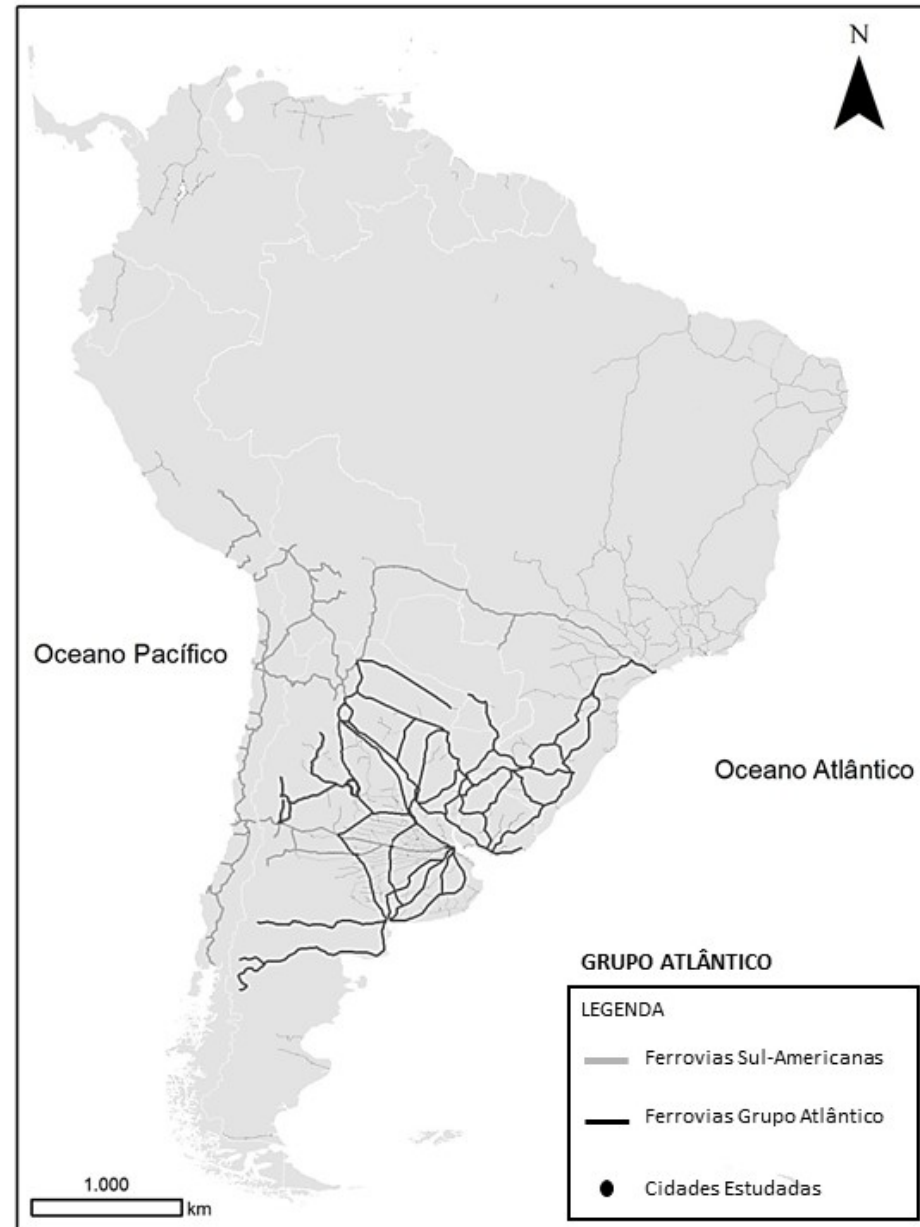 N
Oceano Pacífico
Oceano Atlântico
GRUPO ATLÂNTICO
LEGENDA
Ferrovias Sul-Americanas
Ferrovias Grupo Atlântico
Cidades Estudadas
1.000
km